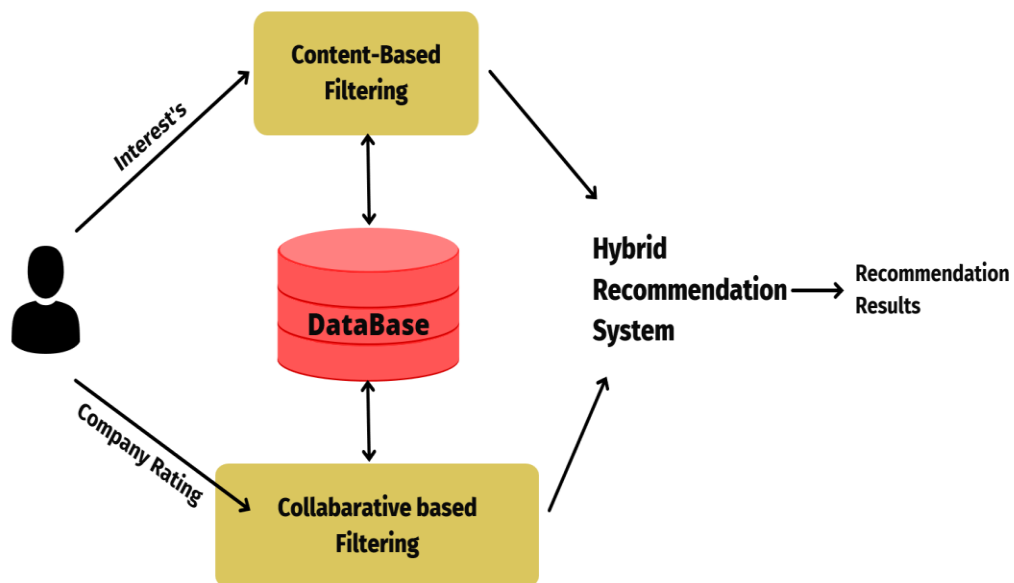 Content-Based
Filtering
Interest's
DataBase
Hybrid
Recommendation
System
Recommendation
Results
Company Rating
Collabarative based
Filtering